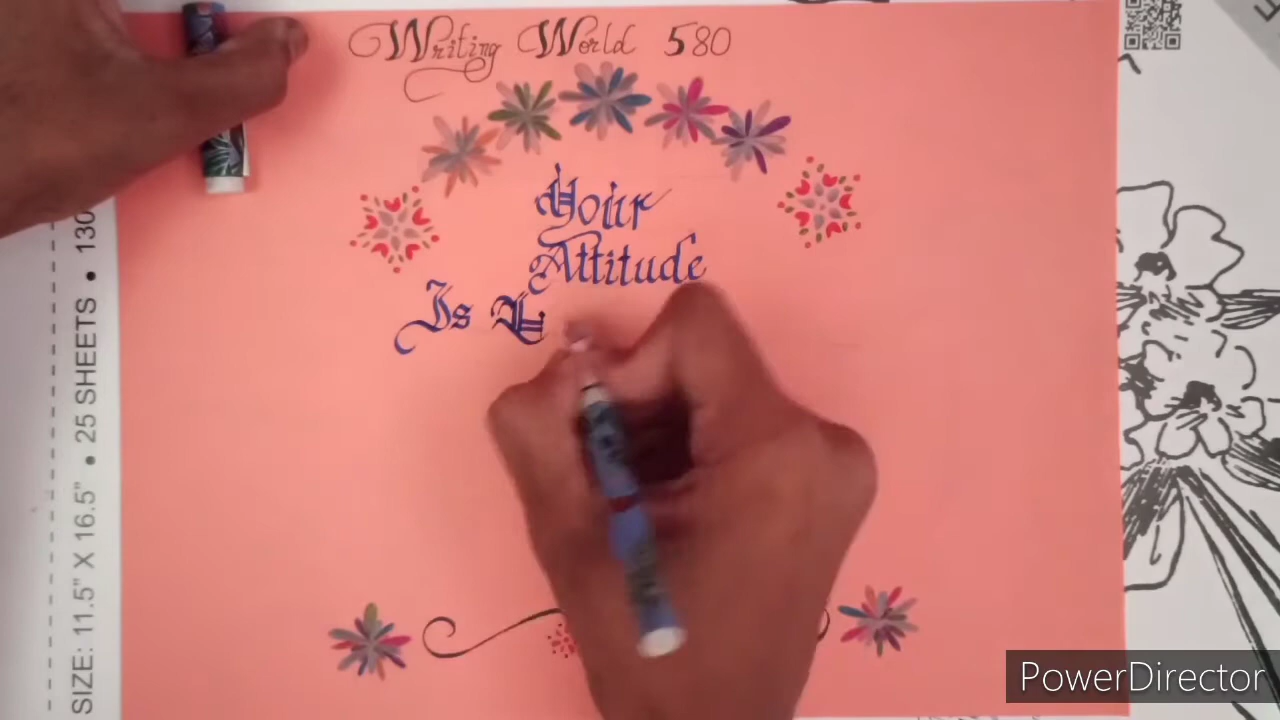 Writing World 580
Your
Attitude
Is
SIZE: 11.5" X 16.5" • 25 SHEETS • 130
PowerDirector